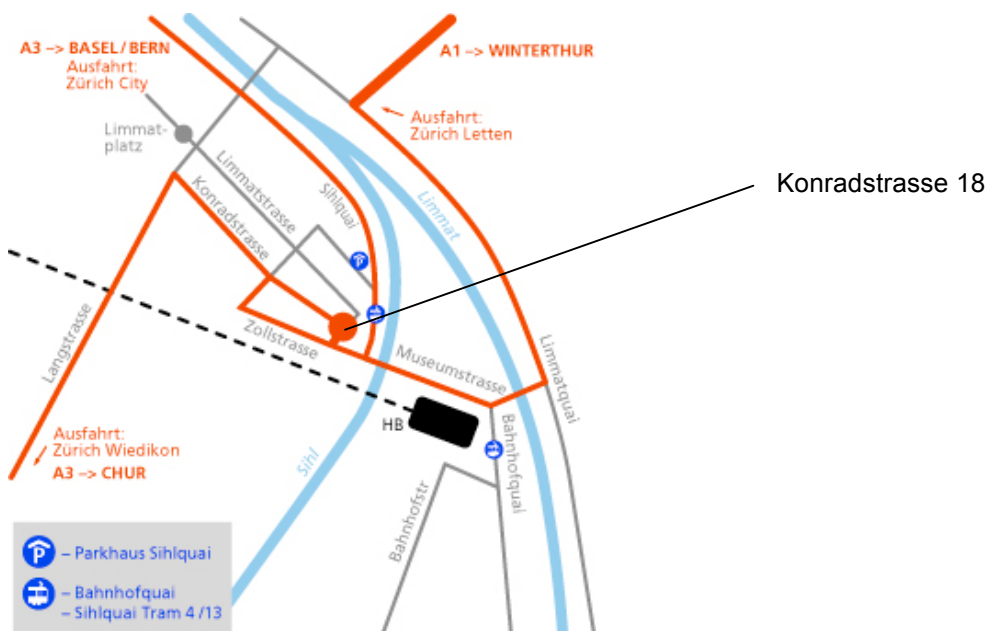 A3 –> BASEL/BERN
Ausfahrt:
Zürich City
A1 –> WINTERTHUR
Ausfahrt:
Zürich Letten
Limmat-
platz
Limmatstrasse
Sihlquai
Konradstrasse
Limmat
Konradstrasse 18
Langstrasse
Zollstrasse
Museumstrasse
Limmatquai
HB
Bahnhofquai
Ausfahrt:
Zürich Wiedikon
A3 –> CHUR
Sihl
Bahnhofstr
P
– Parkhaus Sihlquai
– Bahnhofquai
– Sihlquai Tram 4/13